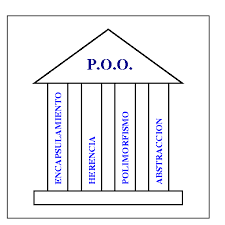 P.O.O.
ENCAPSULAMIENTO
HERENCIA
POLIMORFISMO
ABSTRACCION